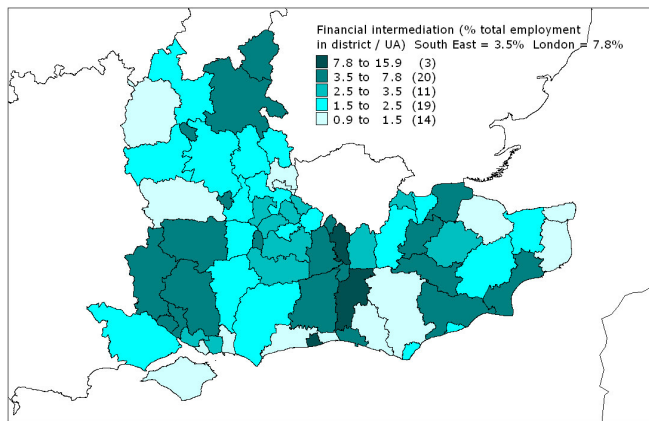 Financial intermediation (% total employment
in district / UA) South East = 3.5% London = 7.8%
7.8 to 15.9 (3)
3.5 to 7.8 (20)
2.5 to 3.5 (11)
1.5 to 2.5 (19)
0.9 to 1.5 (14)